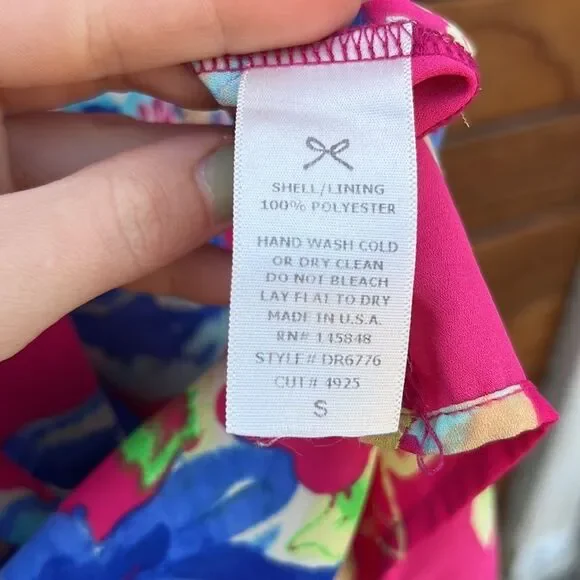 SHELL/LINING
100% POLYESTER
HAND WASH COLD
OR DRY CLEAN
DO NOT BLEACH
LAY FLAT TO DRY
MADE IN U.S.A.
RN# 145848
STYLE# DR6776
CUT# 4925
S